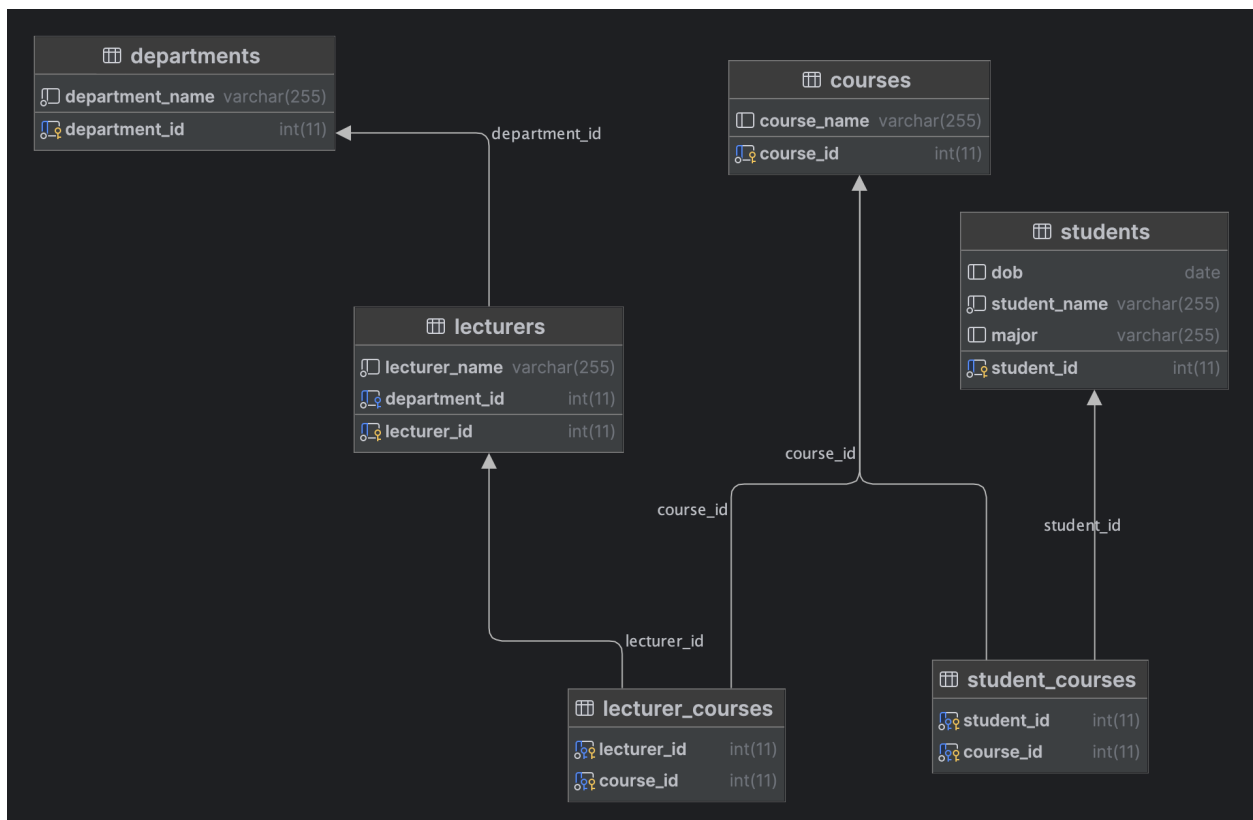 departments
department_name varchar(255)
department_id int(11)
department_id
courses
course_name varchar(255)
course_id int(11)
students
dob date
student_name varchar(255)
major varchar(255)
student_id int(11)
lecturers
lecturer_name varchar(255)
department_id int(11)
lecturer_id int(11)
course_id
course_id
student_id
lecturer_id
lecturer_courses
lecturer_id int(11)
course_id int(11)
student_courses
student_id int(11)
course_id int(11)